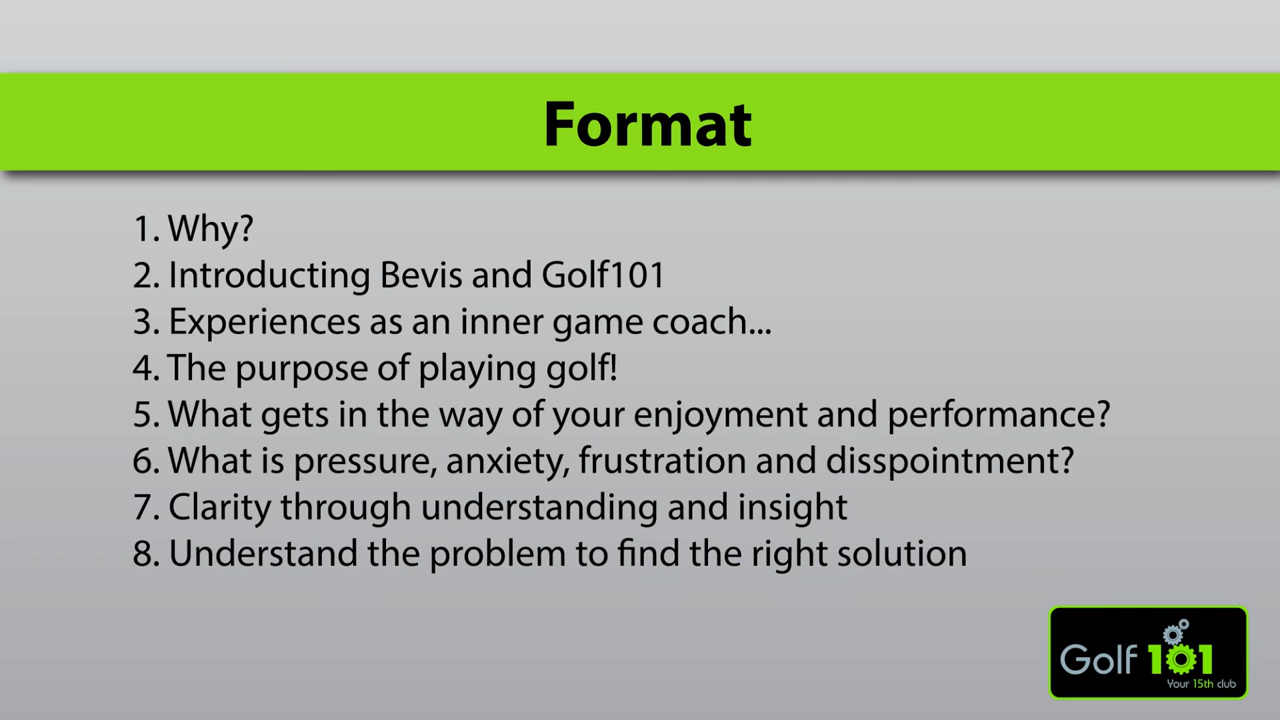 Format
1. Why?
2. Introducting Bevis and Golf101
3. Experiences as an inner game coach...
4. The purpose of playing golf!
5. What gets in the way of your enjoyment and performance?
6. What is pressure, anxiety, frustration and disspointment?
7. Clarity through understanding and insight
8. Understand the problem to find the right solution
Golf 101
Your 15th club